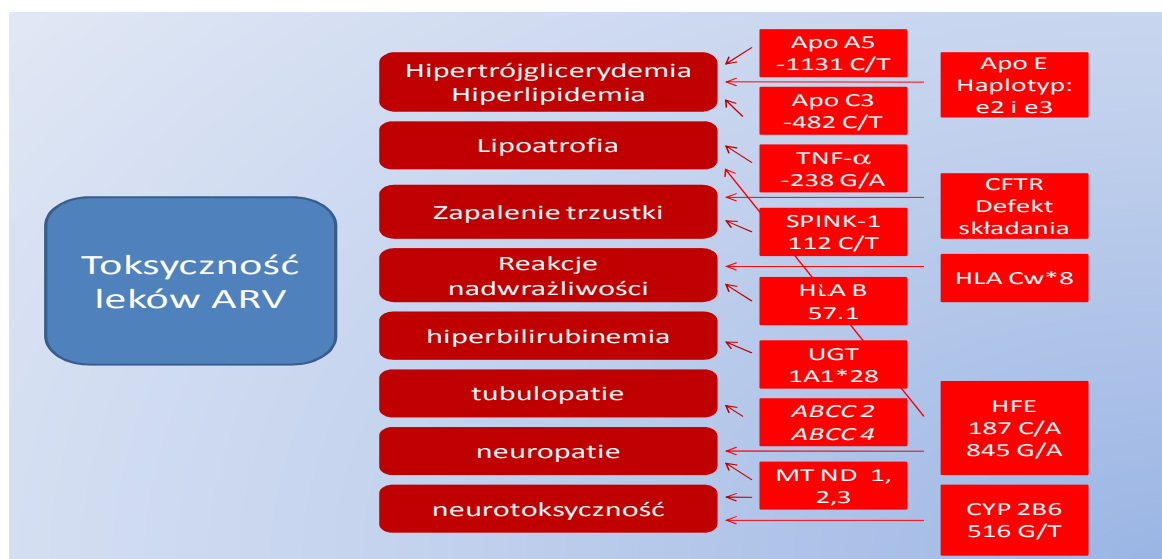 Toksyczność
leków ARV
Hipertrójglicerydemia
Hiperlipidemia
Lipoatrofia
Zapalenie trzustki
Reakcje
nadwrażliwości
hiperbilirubinemia
tubulopatie
neuropatie
neurotoksyczność
Apo A5
-1131 C/T
Apo C3
-482 C/T
TNF-α
-238 G/A
SPINK-1
112 C/T
HLA B
57.1
UGT
1A1*28
ABCC 2
ABCC 4
MT ND 1,
2,3
Apo E
Haplotyp:
e2 i e3
CFTR
Defekt
składania
HLA Cw*8
HFE
187 C/A
845 G/A
CYP 2B6
516 G/T